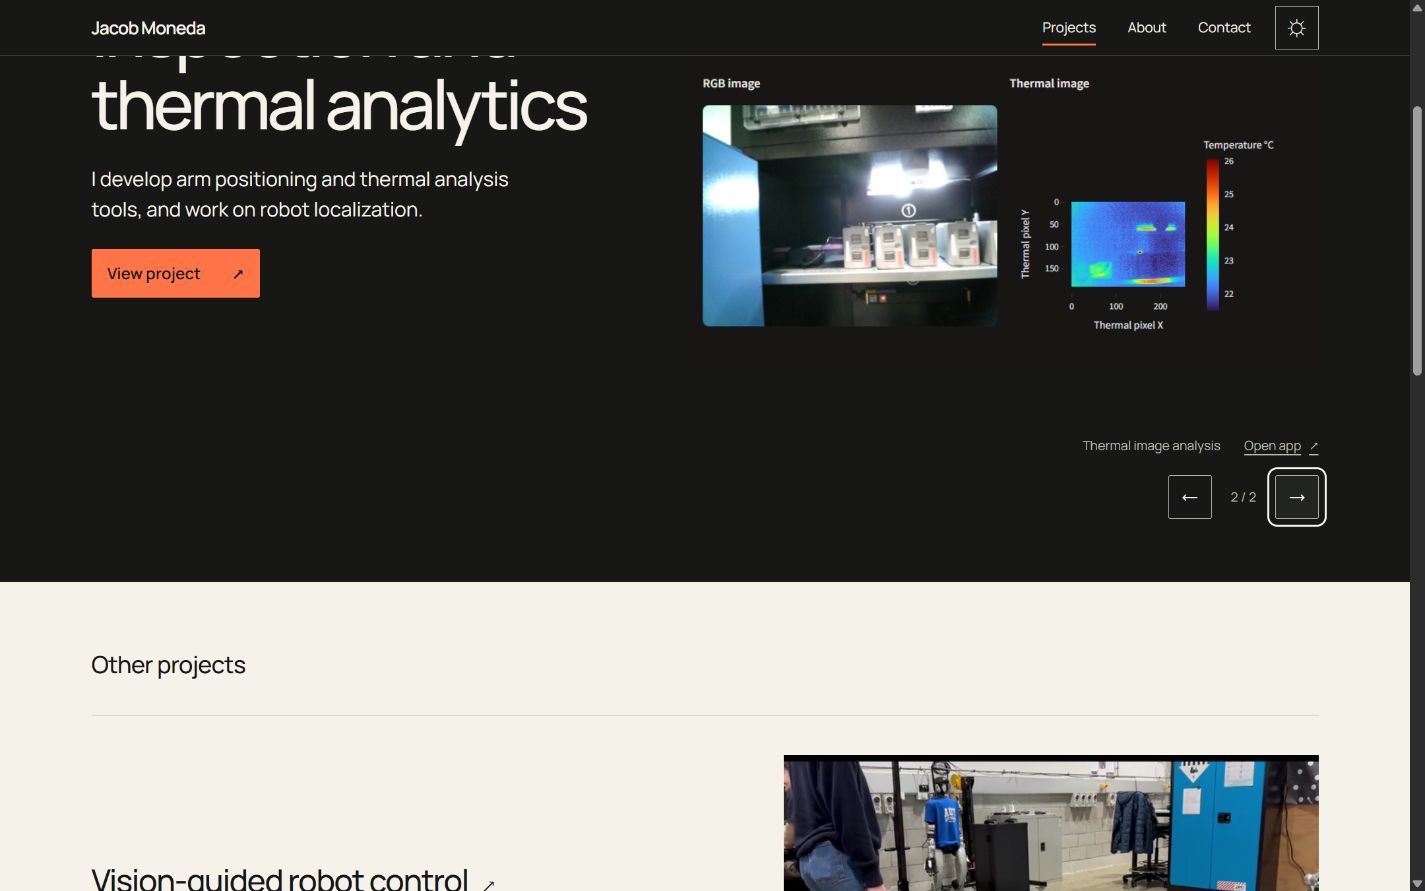 Jacob Moneda
Projects
About
Contact
thermal analytics
I develop arm positioning and thermal analysis
tools, and work on robot localization.
View project ↗
RGB image
Thermal image
1
Temperature °C
26
25
24
23
22
Thermal pixel Y
0
50
100
150
0 100 200
Thermal pixel X
Thermal image analysis
Open app ↗
← 2 / 2 →
Other projects
Vision-guided robot control ↗